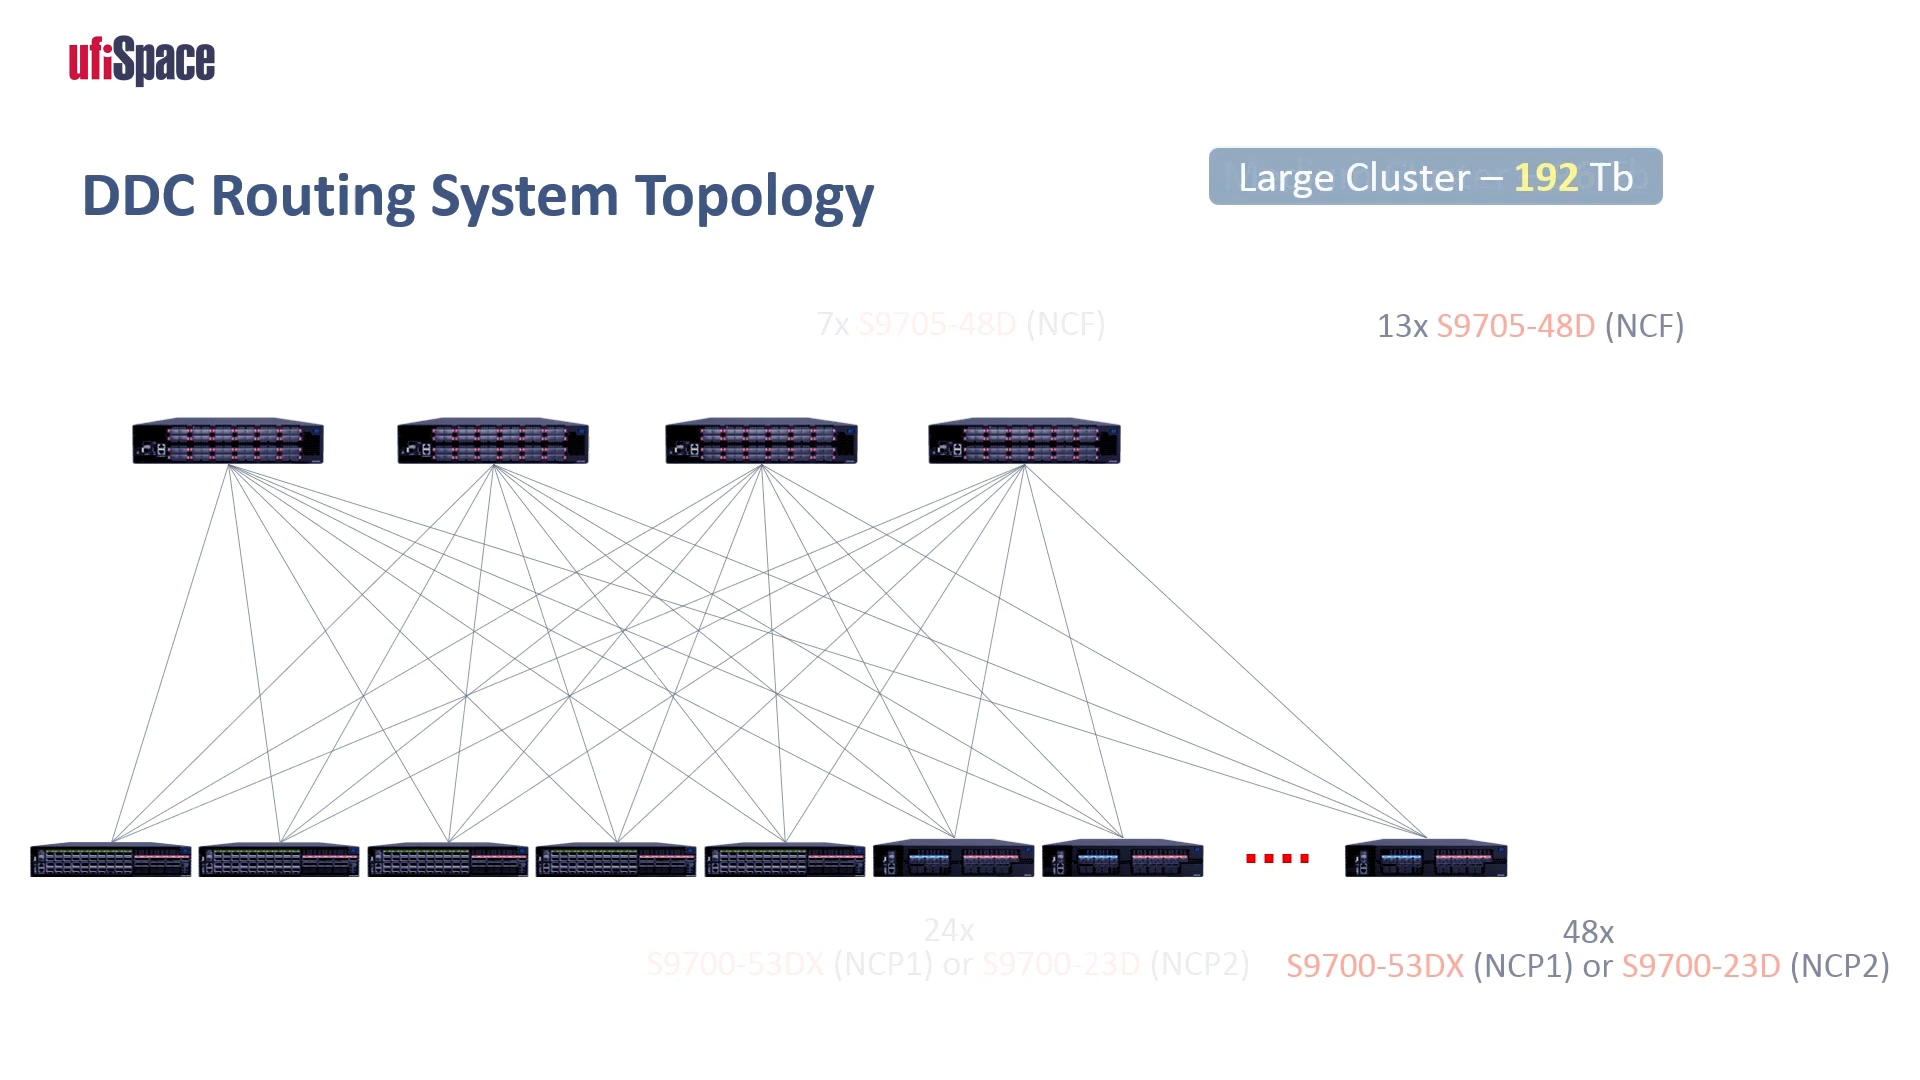 ufiSpace
DDC Routing System Topology
Large Cluster – 192 Tb
7x S9705-48D (NCF)
13x S9705-48D (NCF)
24x
S9700-53DX (NCP1) or S9700-23D (NCP2)
48x
S9700-53DX (NCP1) or S9700-23D (NCP2)